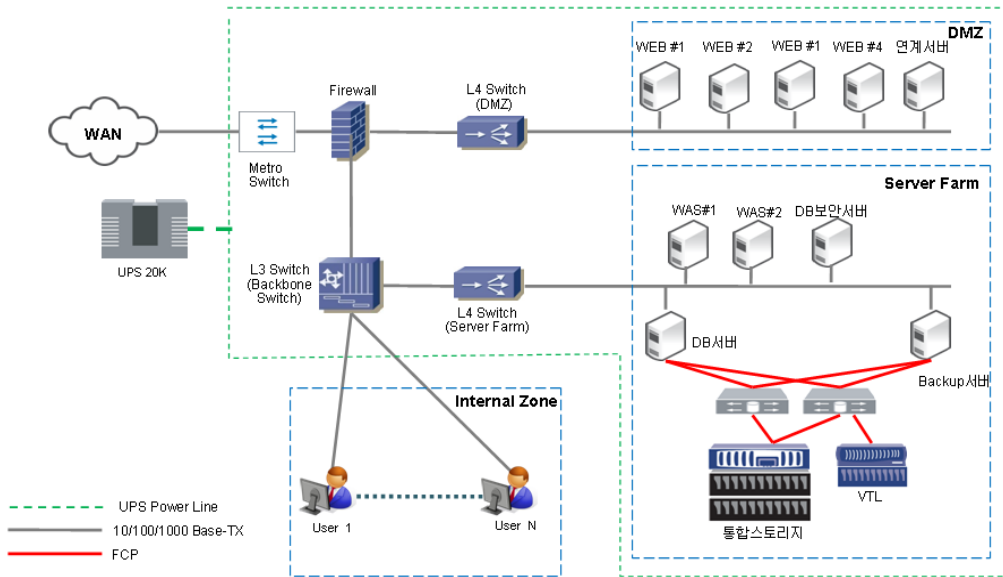 DMZ
WEB #1
WEB #2
WEB #1
WEB #4
연계서버
Firewall
L4 Switch
(DMZ)
WAN
Metro
Switch
Server Farm
WAS#1
WAS#2
DB보안서버
UPS 20K
L3 Switch
(Backbone
Switch)
L4 Switch
(Server Farm)
DB서버
Backup서버
Internal Zone
User 1
User N
통합스토리지
VTL
UPS Power Line
10/100/1000 Base-TX
FCP